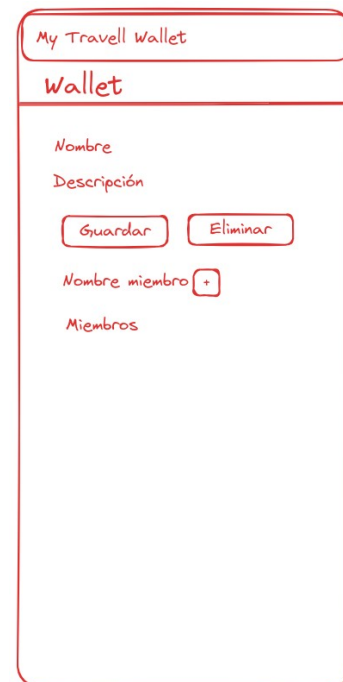 My Travell Wallet
Wallet
Nombre
Descripción
Guardar Eliminar
Nombre miembro +
Miembros